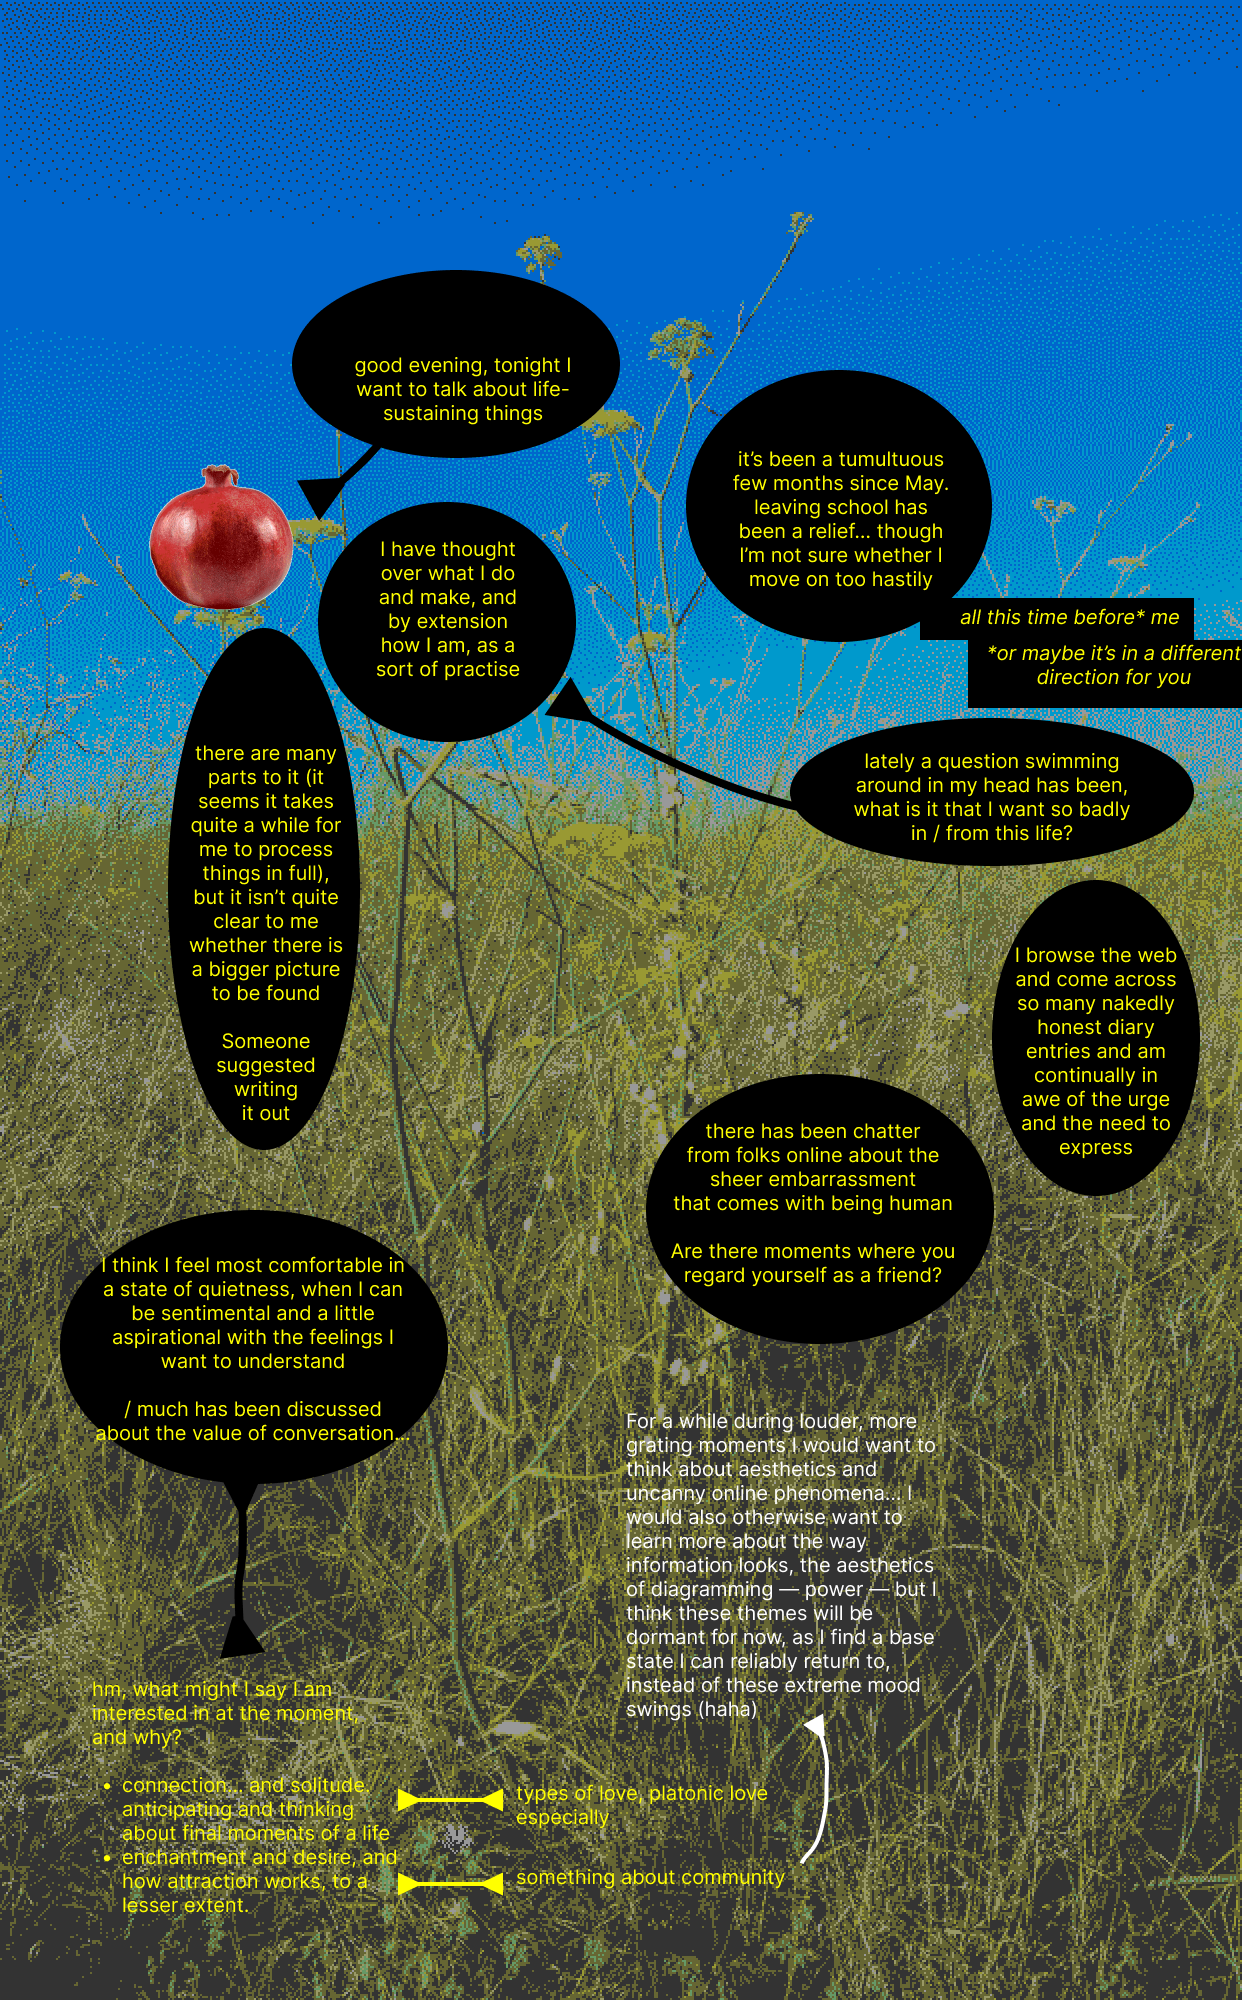 good evening, tonight I
want to talk about life-
sustaining things
it’s been a tumultuous
few months since May.
leaving school has
been a relief... though
I’m not sure whether I
move on too hastily
all this time before* me
*or maybe it’s in a different
direction for you
I have thought
over what I do
and make, and
by extension
how I am, as a
sort of practise
lately a question swimming
around in my head has been,
what is it that I want so badly
in / from this life?
there are many
parts to it (it
seems it takes
quite a while for
me to process
things in full),
but it isn’t quite
clear to me
whether there is
a bigger picture
to be found
Someone
suggested
writing
it out
I browse the web
and come across
so many nakedly
honest diary
entries and am
continually in
awe of the urge
and the need to
express
there has been chatter
from folks online about the
sheer embarrassment
that comes with being human
Are there moments where you
regard yourself as a friend?
I think I feel most comfortable in
a state of quietness, when I can
be sentimental and a little
aspirational with the feelings I
want to understand
/ much has been discussed
about the value of conversation...
For a while during louder, more
grating moments I would want to
think about aesthetics and
uncanny online phenomena... I
would also otherwise want to
learn more about the way
information looks, the aesthetics
of diagramming — power — but I
think these themes will be
dormant for now, as I find a base
state I can reliably return to,
instead of these extreme mood
swings (haha)
hm, what might I say I am
interested in at the moment,
and why?
• connection... and solitude.
anticipating and thinking
about final moments of a life
• enchantment and desire, and
how attraction works, to a
lesser extent.
types of love, platonic love
especially
something about community